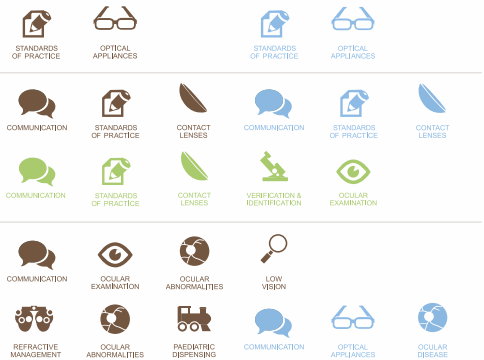 STANDARDS
OF PRACTICE
OPTICAL
APPLIANCES
STANDARDS
OF PRACTICE
OPTICAL
APPLIANCES
COMMUNICATION
STANDARDS
OF PRACTICE
CONTACT
LENSES
COMMUNICATION
STANDARDS
OF PRACTICE
CONTACT
LENSES
COMMUNICATION
STANDARDS
OF PRACTICE
CONTACT
LENSES
VERIFICATION &
IDENTIFICATION
OCULAR
EXAMINATION
COMMUNICATION
OCULAR
EXAMINATION
OCULAR
ABNORMALITIES
LOW
VISION
REFRACTIVE
MANAGEMENT
OCULAR
ABNORMALITIES
PAEDIATRIC
DISPENSING
COMMUNICATION
OPTICAL
APPLIANCES
OCULAR
DISEASE